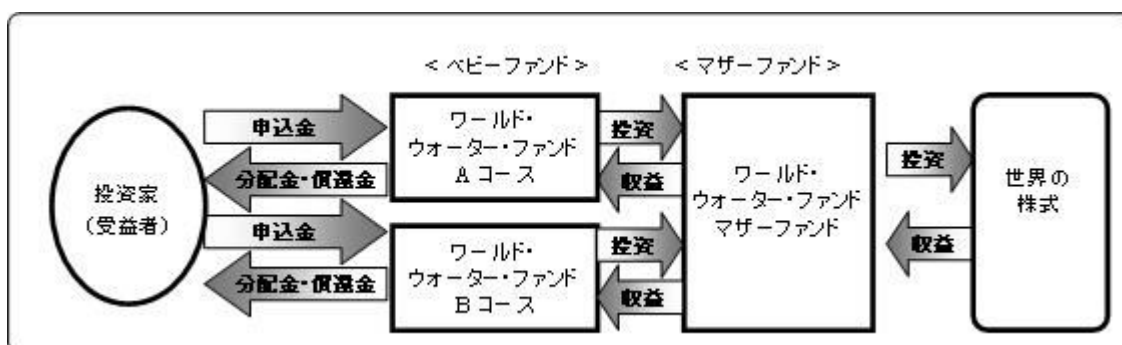 ＜ベビーファンド＞
＜マザーファンド＞
投資家
（受益者）
申込金
分配金・償還金
申込金
分配金・償還金
ワールド・
ウォーター・ファンド
Aコース
ワールド・
ウォーター・ファンド
Bコース
投資
収益
投資
収益
ワールド・
ウォーター・ファンド
マザーファンド
投資
収益
世界の
株式